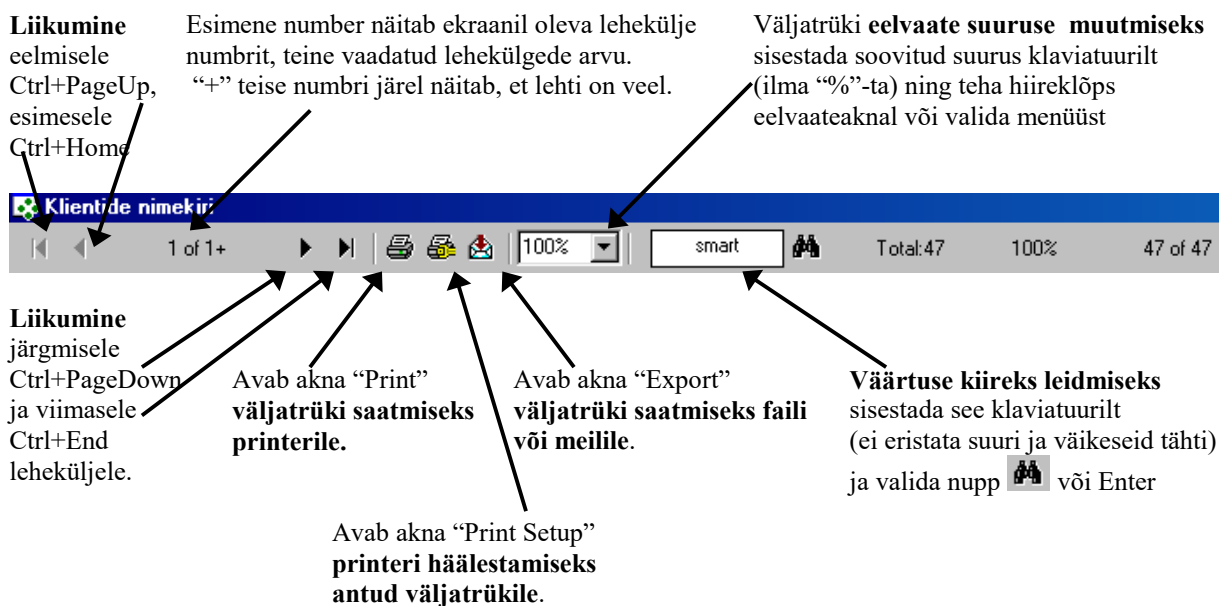 Liikumine
eelmisele
Ctrl+PageUp,
esimesele
Ctrl+Home
Esimene number näitab ekraanil oleva lehekülje
numbrit, teine vaadatud lehekülgede arvu.
“+” teise numbri järel näitab, et lehti on veel.
Väljatrüki eelvaate suuruse muutmiseks
sisestada soovitud suurus klaviatuurilt
(ilma “%”-ta) ning teha hiireklõps
eelvaateaknal või valida menüüst
Klientide nimekiri
1 of 1+ 100% smart Total:47 100% 47 of 47
Liikumine
järgmisele
Ctrl+PageDown
ja viimasele
Ctrl+End
leheküljele.
Avab akna “Print”
väljatrüki saatmiseks
printerile.
Avab akna “Export”
väljatrüki saatmiseks faili
või meilile.
Väärtuse kiireks leidmiseks
sisestada see klaviatuurilt
(ei eristata suuri ja väikeseid tähti)
ja valida nupp või Enter
Avab akna “Print Setup”
printeri häälestamiseks
antud väljatrükile.